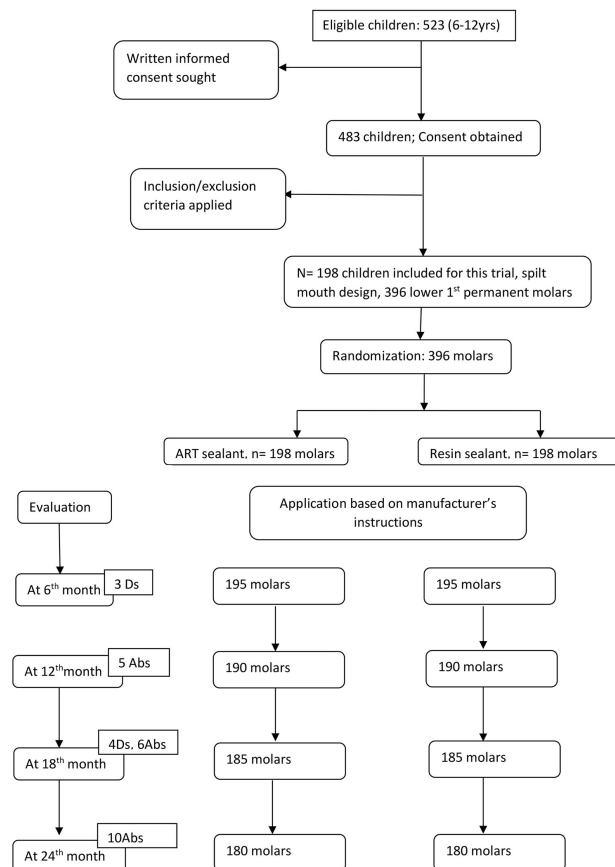 Eligible children: 523 (6-12yrs)
Written informed
consent sought
483 children; Consent obtained
Inclusion/exclusion
criteria applied
N= 198 children included for this trial, spilt
mouth design, 396 lower 1st permanent molars
Randomization: 396 molars
ART sealant, n= 198 molars
Resin sealant, n= 198 molars
Evaluation
Application based on manufacturer's
instructions
At 6th month
3 Ds
195 molars
195 molars
At 12thmonth
5 Abs
190 molars
190 molars
At 18th month
4Ds, 6Abs
185 molars
185 molars
At 24th month
10Abs
180 molars
180 molars